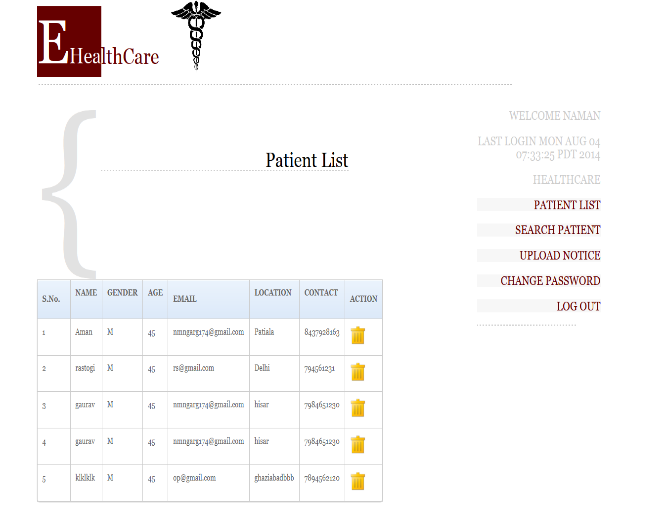 EHealthCare
Patient List
WELCOME NAMAN
LAST LOGIN MON AUG 04
07:33:25 PDT 2014
HEALTHCARE
PATIENT LIST
SEARCH PATIENT
UPLOAD NOTICE
CHANGE PASSWORD
LOG OUT
S.No. NAME GENDER AGE EMAIL LOCATION CONTACT ACTION
1 Aman M 45 nmngarg174@gmail.com Patiala 8437928163
2 rastogi M 45 rs@gmail.com Delhi 794561231
3 gaurav M 45 nmngarg174@gmail.com hisar 7984651230
4 gaurav M 45 nmngarg174@gmail.com hisar 7984651230
5 klklklk M 45 op@gmail.com ghaziabadbbb 7894562120